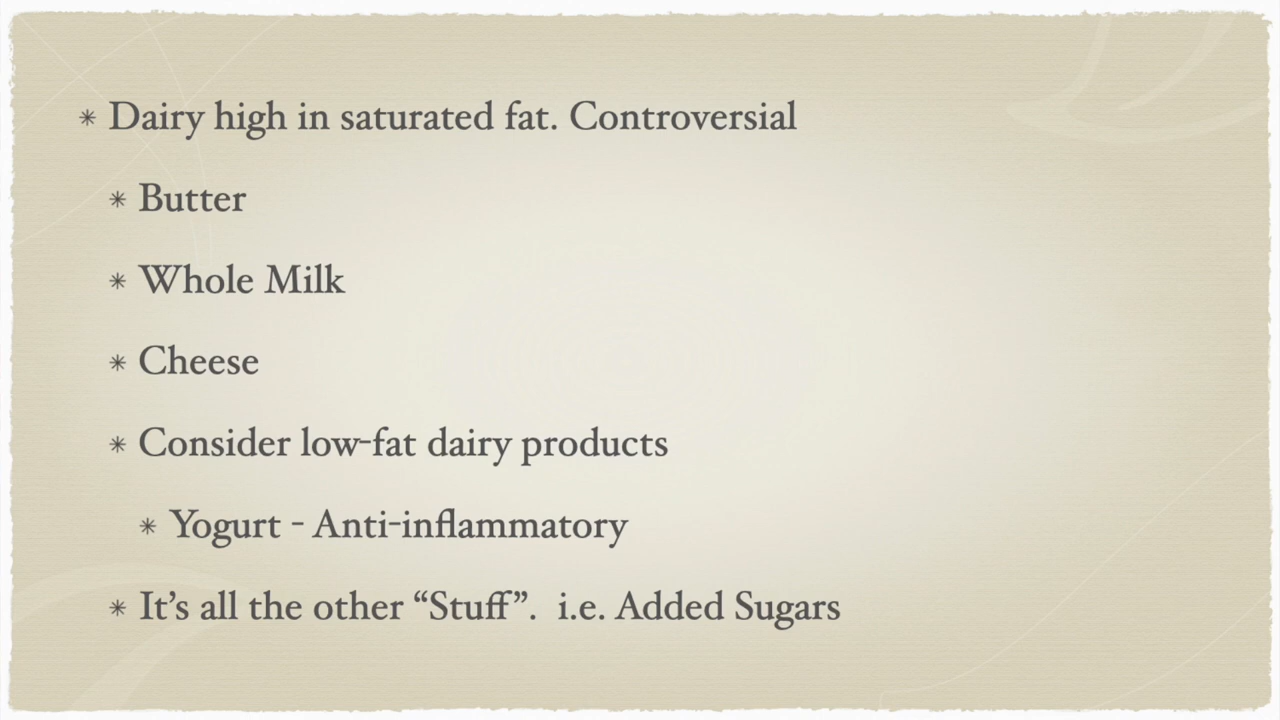 * Dairy high in saturated fat. Controversial
* Butter
* Whole Milk
* Cheese
* Consider low-fat dairy products
* Yogurt - Anti-inflammatory
* It’s all the other “Stuff”.  i.e. Added Sugars